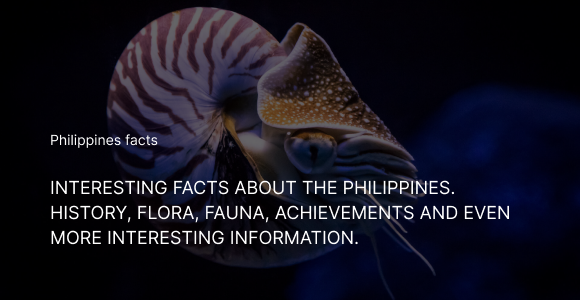 Philippines facts
INTERESTING FACTS ABOUT THE PHILIPPINES.
HISTORY, FLORA, FAUNA, ACHIEVEMENTS AND EVEN
MORE INTERESTING INFORMATION.